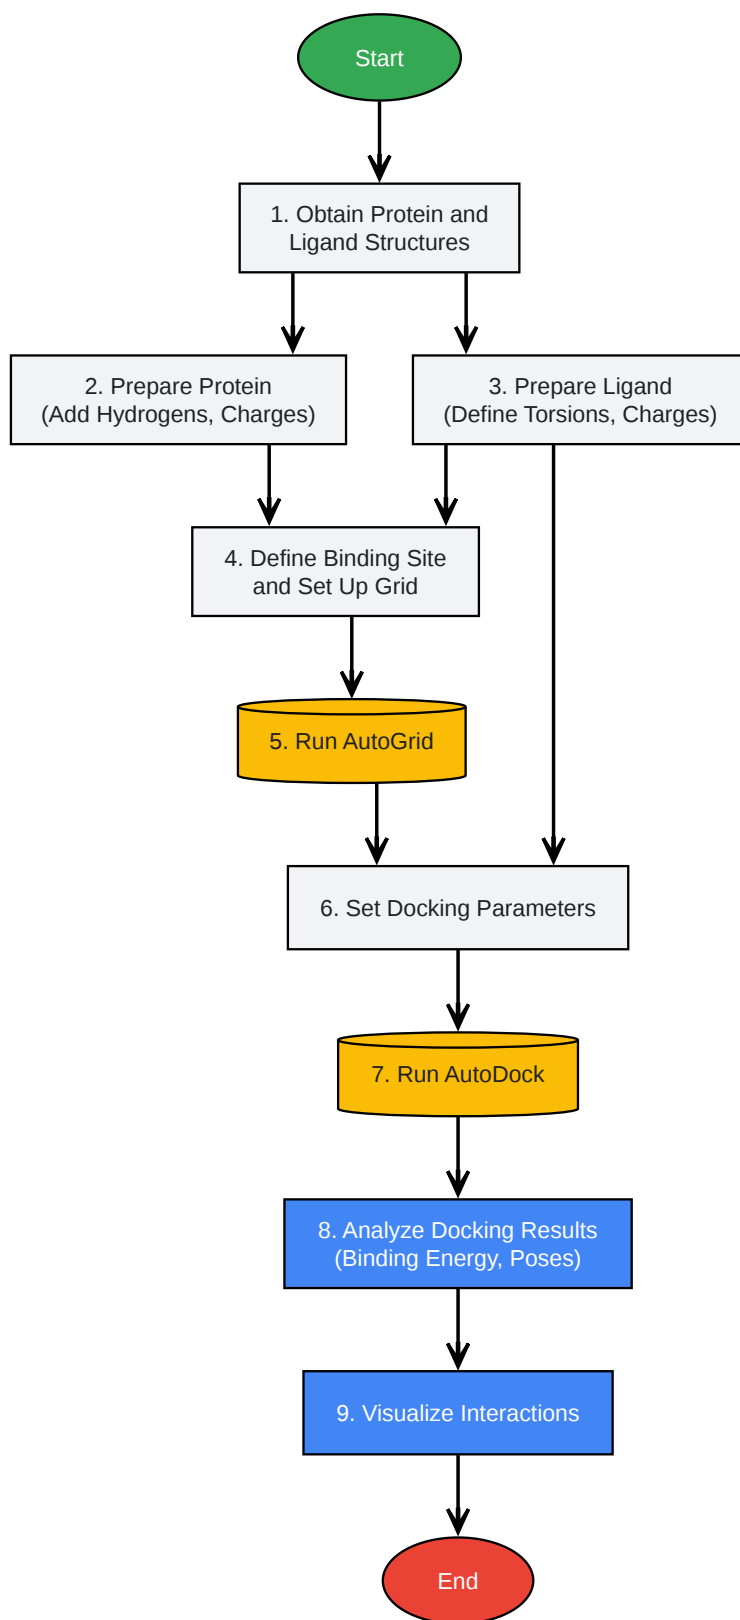 Start
1. Obtain Protein and
Ligand Structures
2. Prepare Protein
(Add Hydrogens, Charges)
3. Prepare Ligand
(Define Torsions, Charges)
4. Define Binding Site
and Set Up Grid
5. Run AutoGrid
6. Set Docking Parameters
7. Run AutoDock
8. Analyze Docking Results
(Binding Energy, Poses)
9. Visualize Interactions
End